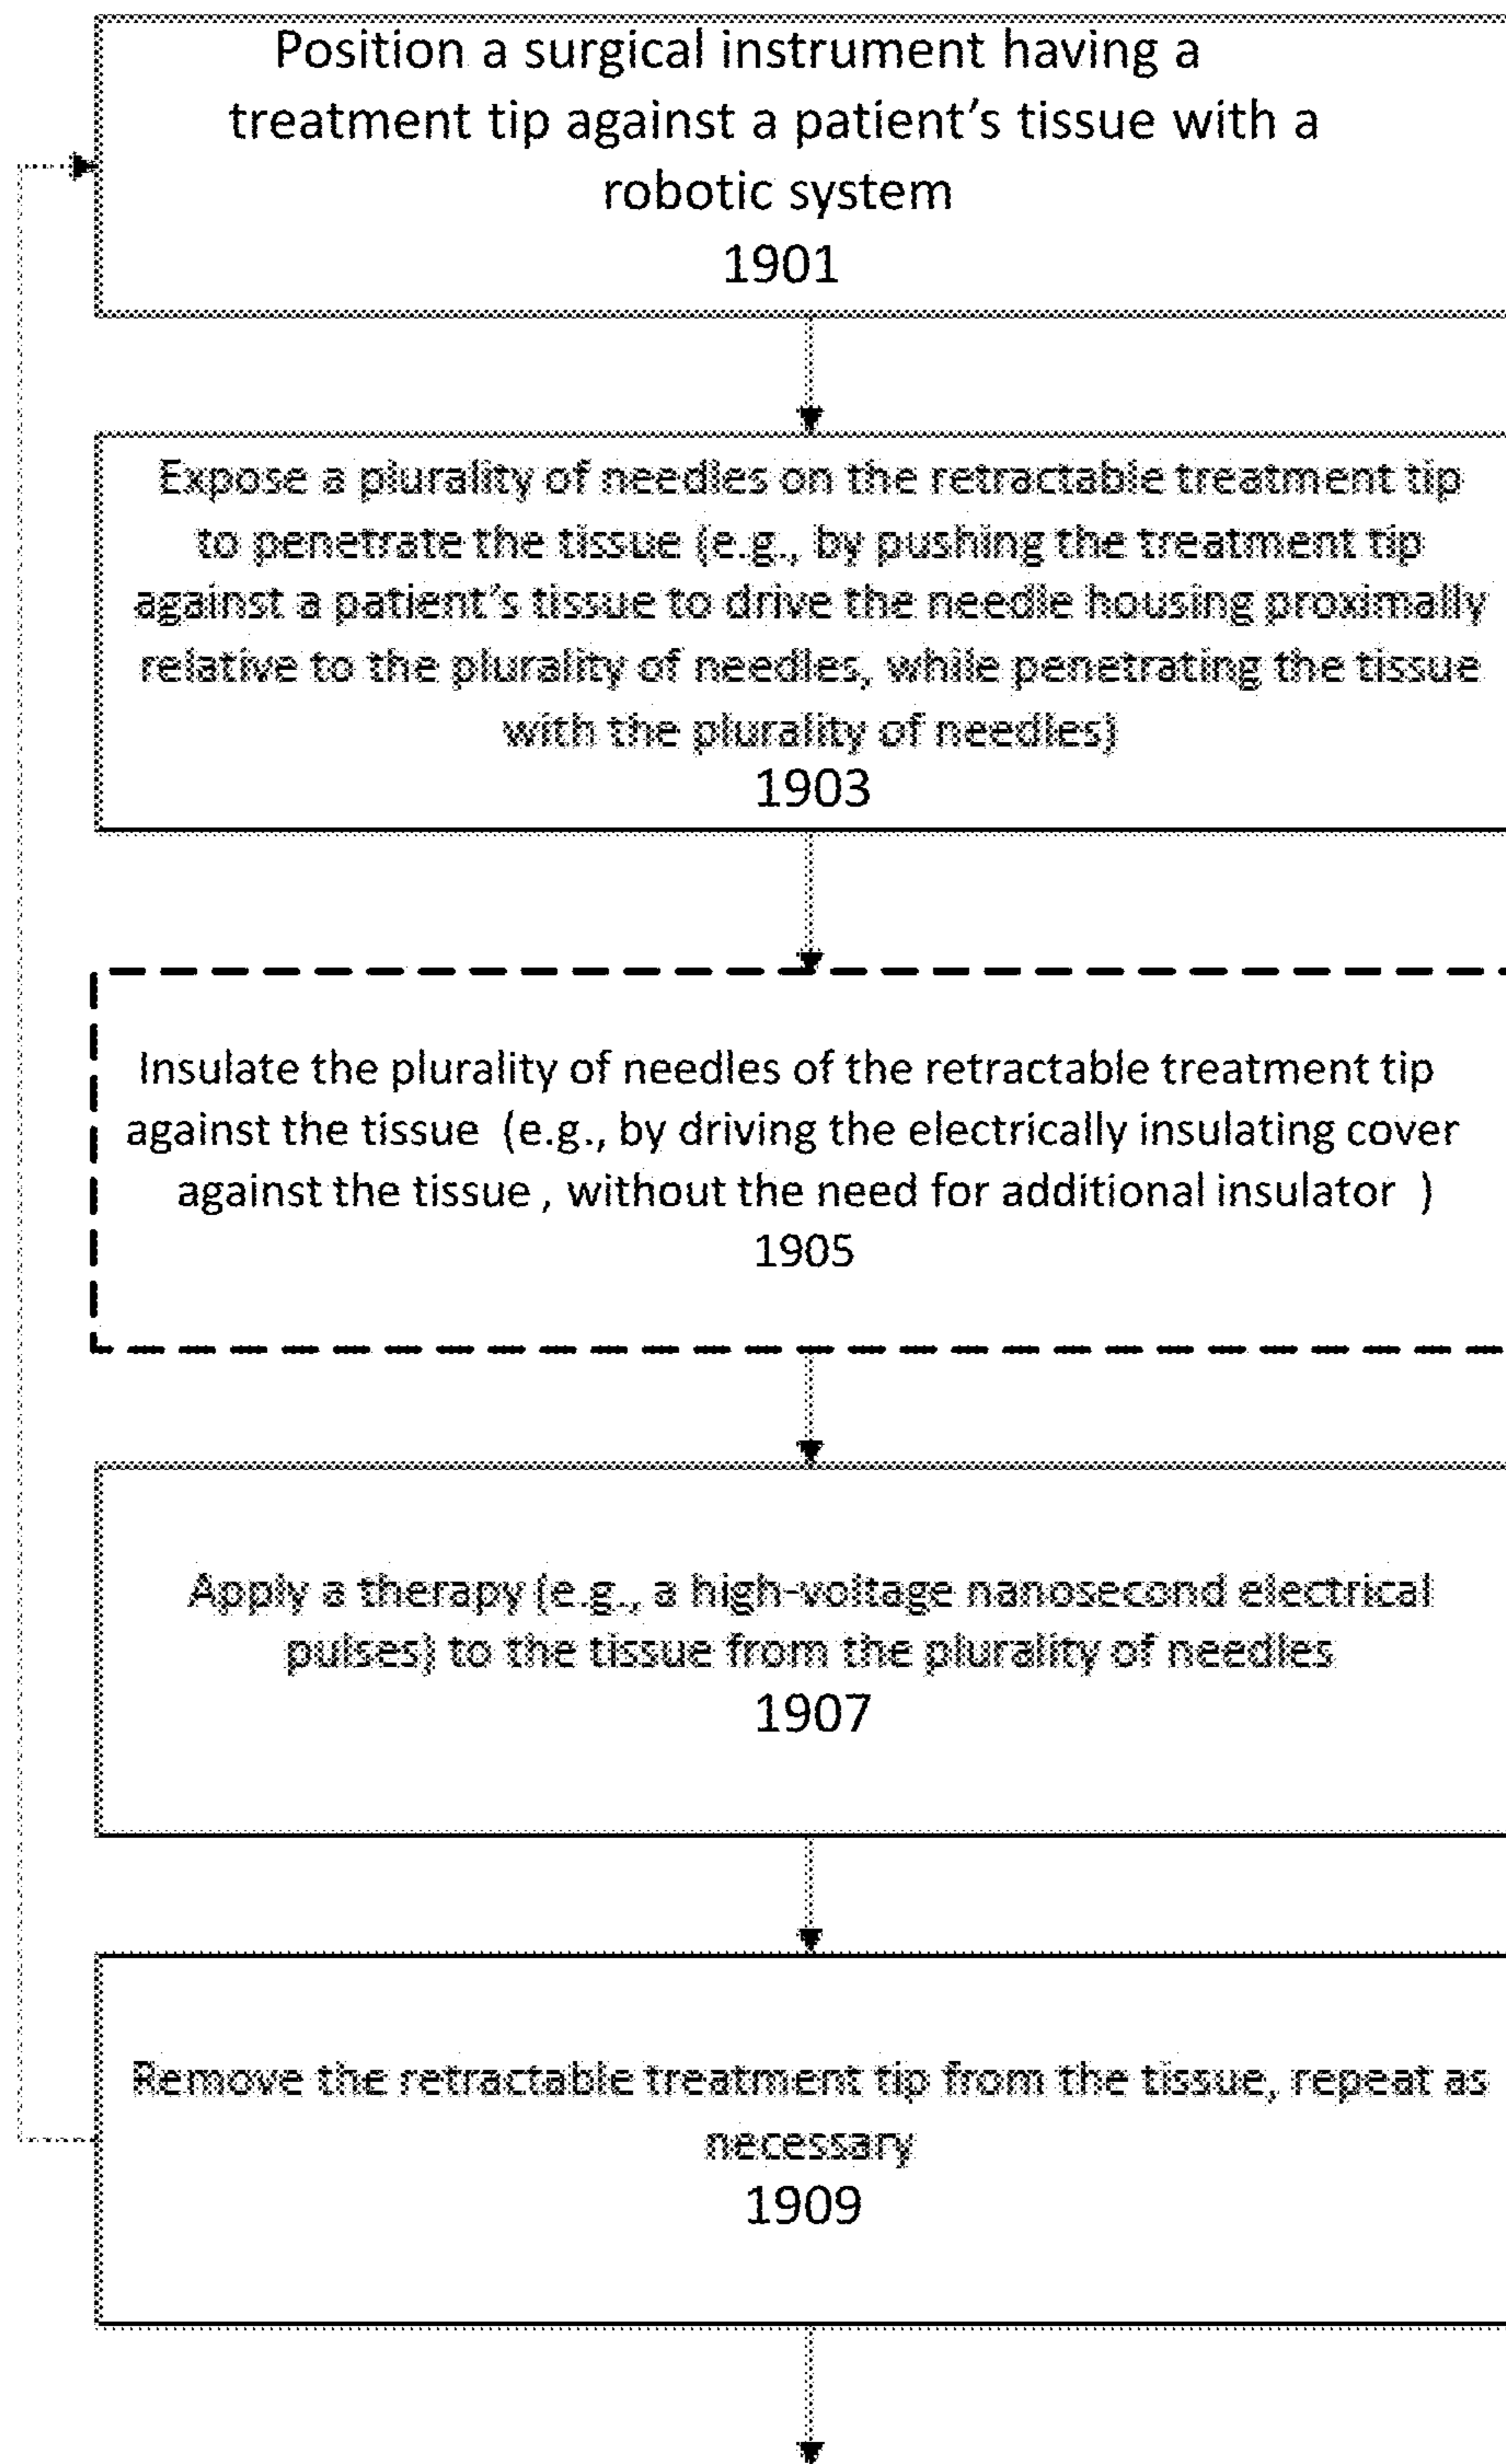 Position a surgical instrument having a
treatment tip against a patient's tissue with a
robotic system
1901
Expose a plurality of needles on the retractable treatment tip
to penetrate the tissue (e.g., by pushing the treatment tip
against a patient's tissue to drive the needle housing proximally
relative to the plurality of needles, while penetrating the tissue
with the plurality of needles)
1903
Insulate the plurality of needles of the retractable treatment tip
against the tissue (e.g., by driving the electrically insulating cover
against the tissue , without the need for additional insulator )
1905
Apply a therapy (e.g., a high-voltage nanosecond electrical
pulses) to the tissue from the plurality of needles
1907
Remove the retractable treatment tip from the tissue, repeat as
necessary
1909